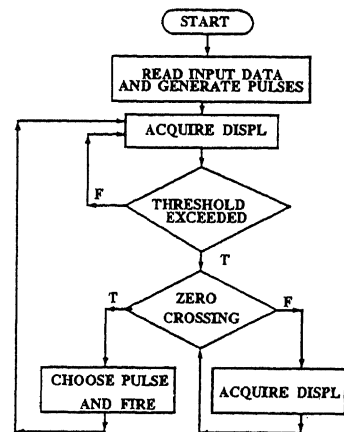 START
READ INPUT DATA
AND GENERATE PULSES
ACQUIRE DISPL
F
THRESHOLD
EXCEEDED
T
T
ZERO
CROSSING
F
CHOOSE PULSE
AND FIRE
ACQUIRE DISPL